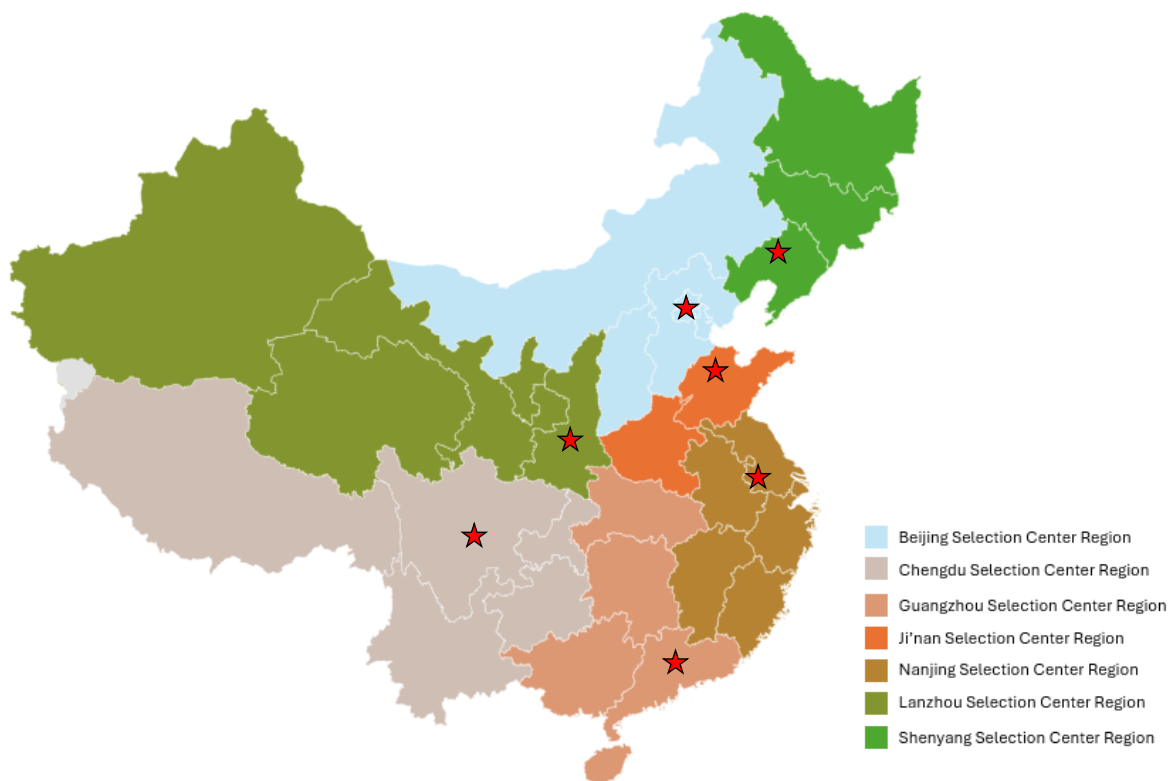 Beijing Selection Center Region
Chengdu Selection Center Region
Guangzhou Selection Center Region
Ji'nan Selection Center Region
Nanjing Selection Center Region
Lanzhou Selection Center Region
Shenyang Selection Center Region